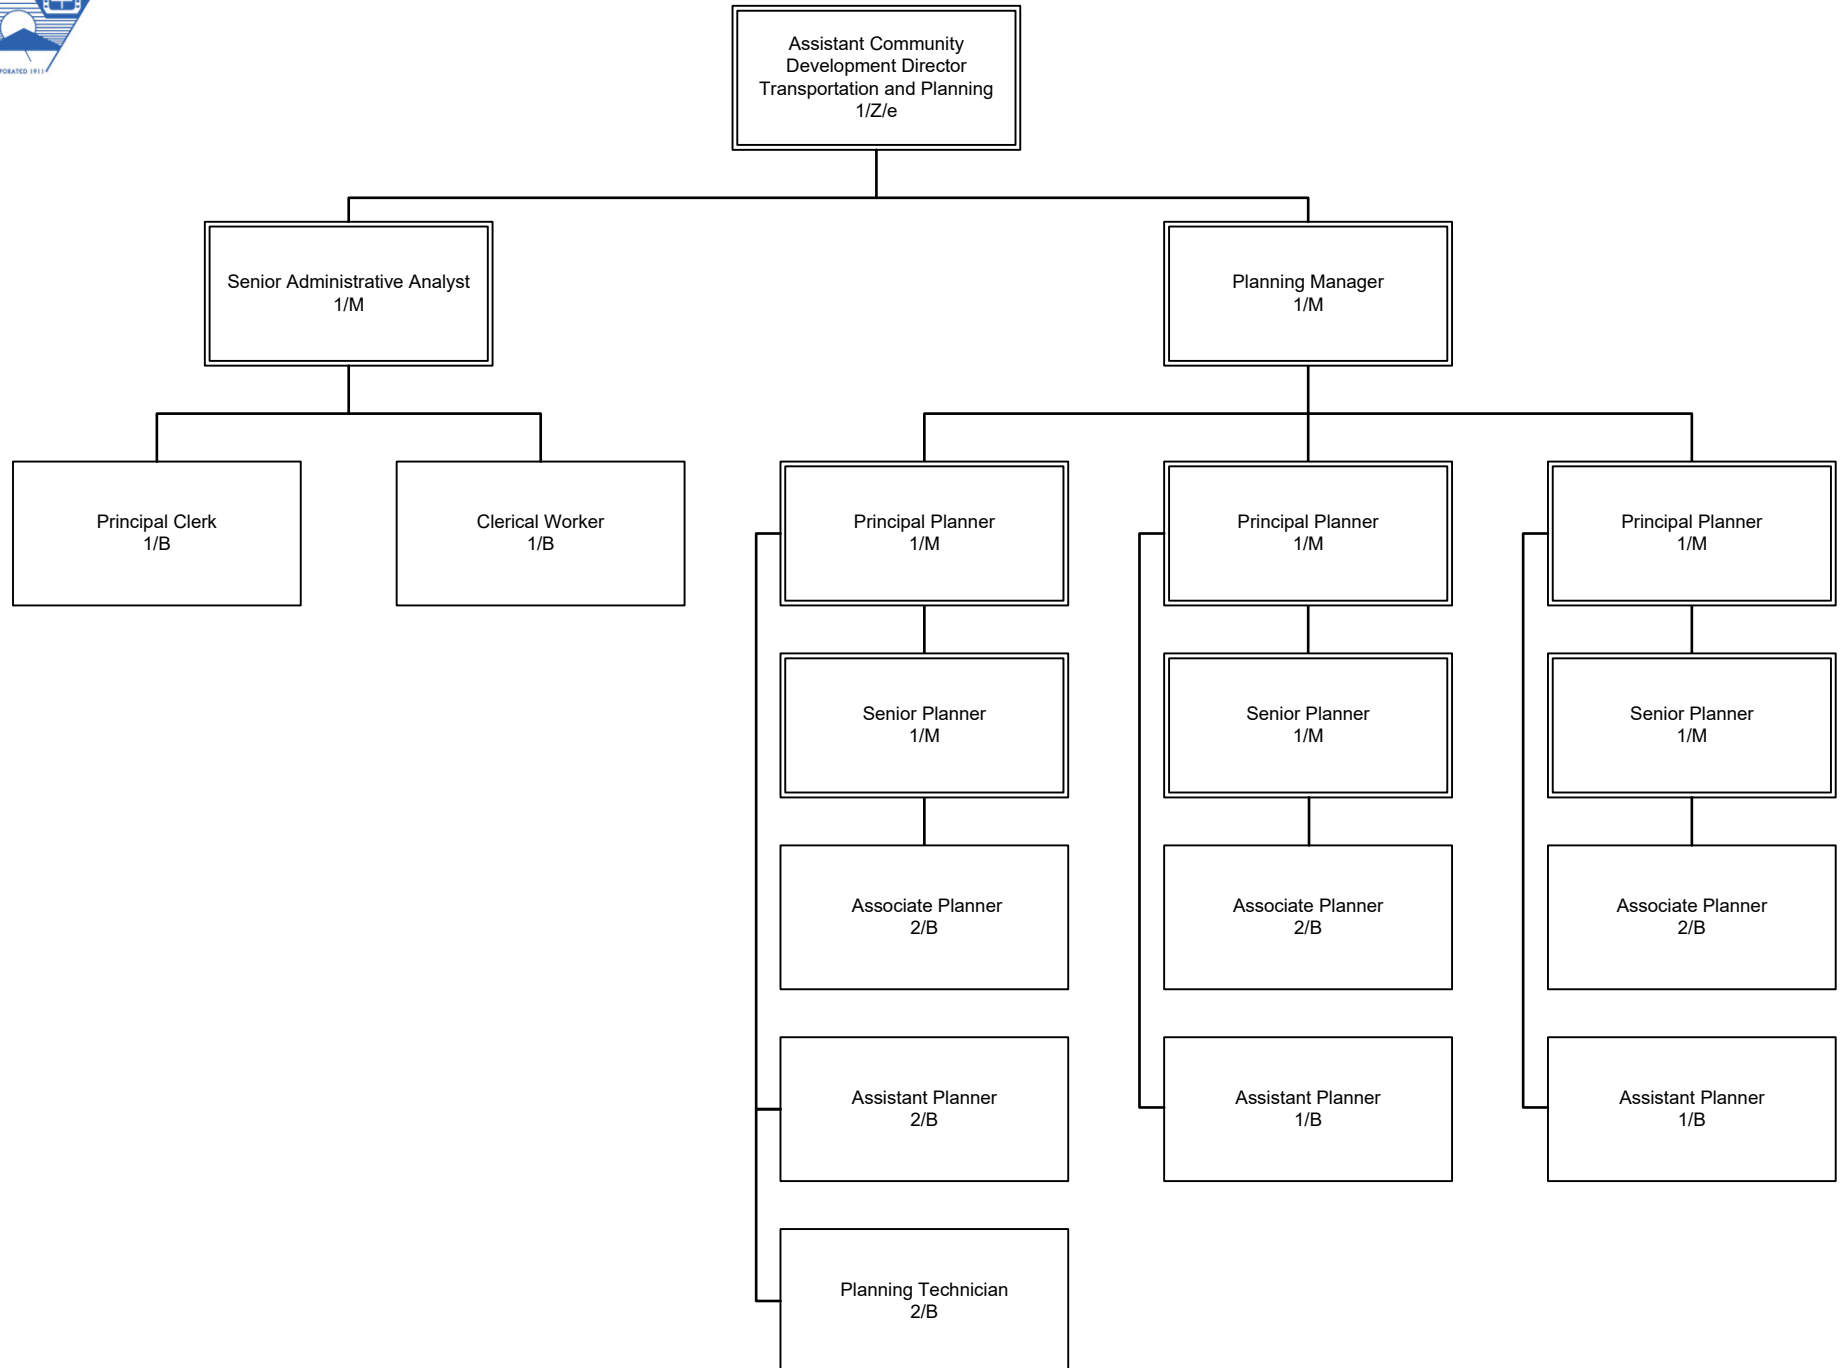 PORATED 1911
Assistant Community
Development Director
Transportation and Planning
1/Z/e
Senior Administrative Analyst
1/M
Planning Manager
1/M
Principal Clerk
1/B
Clerical Worker
1/B
Principal Planner
1/M
Principal Planner
1/M
Principal Planner
1/M
Senior Planner
1/M
Senior Planner
1/M
Senior Planner
1/M
Associate Planner
2/B
Associate Planner
2/B
Associate Planner
2/B
Assistant Planner
2/B
Assistant Planner
1/B
Assistant Planner
1/B
Planning Technician
2/B